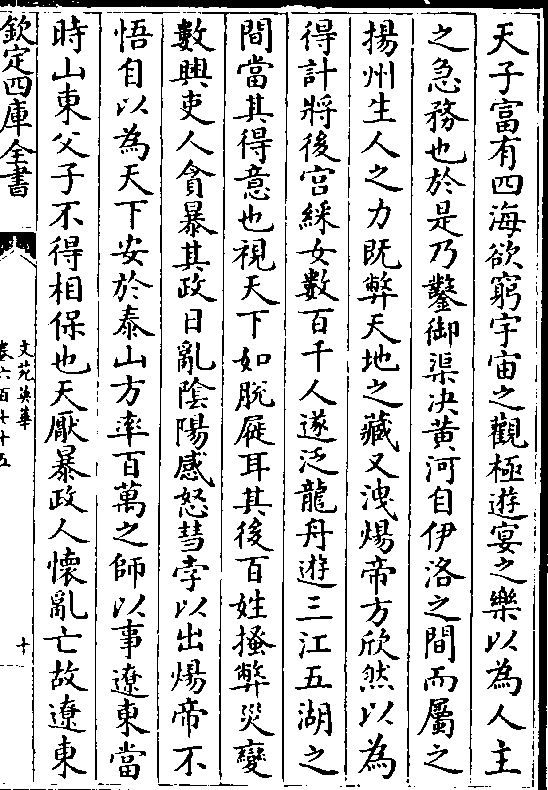 天子富有四海欲窮宇宙之觀極遊宴之樂以為人主
之急務也於是乃鑿御渠决黄河自伊洛之間而屬之
揚州生人之力既弊天地之藏又洩煬帝方欣然以為
得計將後宮綵女數百千人遂泛龍舟遊三江五湖之
間當其得意也視天下如脱屣耳其後百姓搔弊災變
數興吏人貪暴其政日亂陰陽感怒彗孛以出煬帝不
悟自以為天下安於泰山方率百萬之師以事遼東當
時山東父子不得相保也天厭暴政人懷亂亡故遼東
欽定四庫全書
文苑英華
卷六百七十五
十